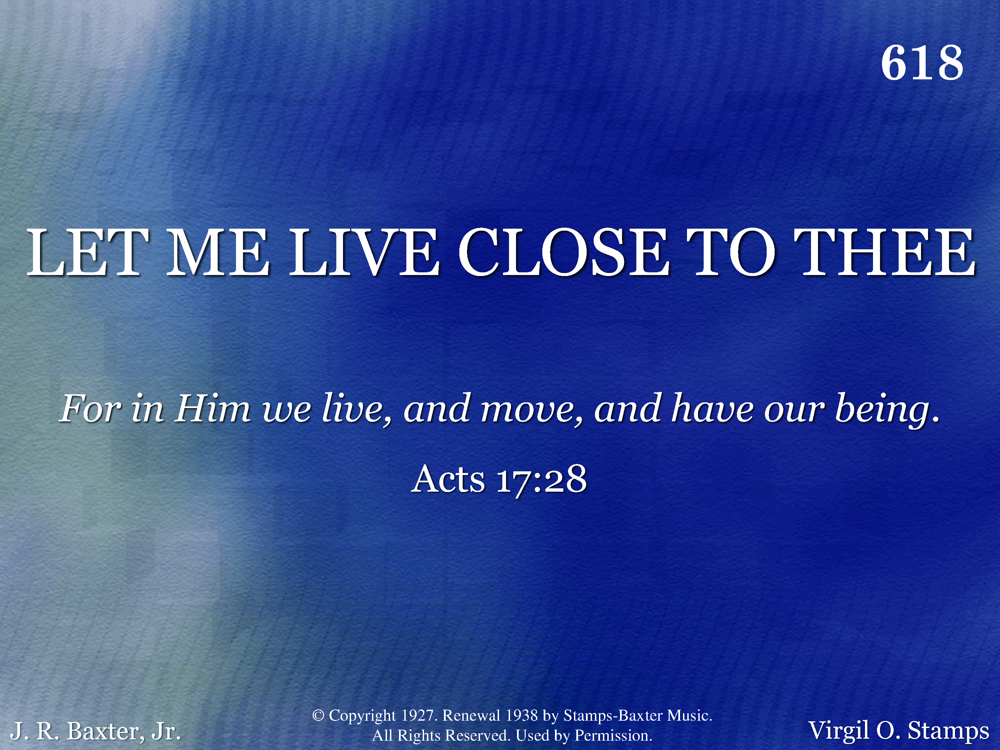 618
LET ME LIVE CLOSE TO THEE
For in Him we live, and move, and have our being.
Acts 17:28
© Copyright 1927. Renewal 1938 by Stamps-Baxter Music.
All Rights Reserved. Used by Permission.
J. R. Baxter, Jr.
Virgil O. Stamps